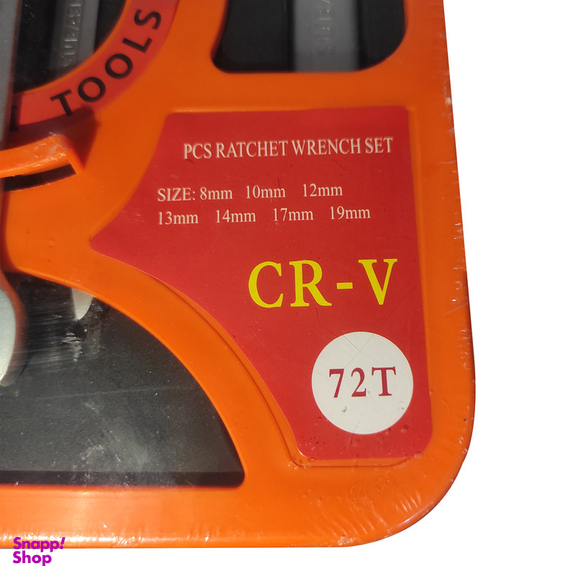 TOOLS
PCS RATCHET WRENCH SET
SIZE: 8mm 10mm 12mm
13mm 14mm 17mm 19mm
CR-V
72T
Snapp!
Shop